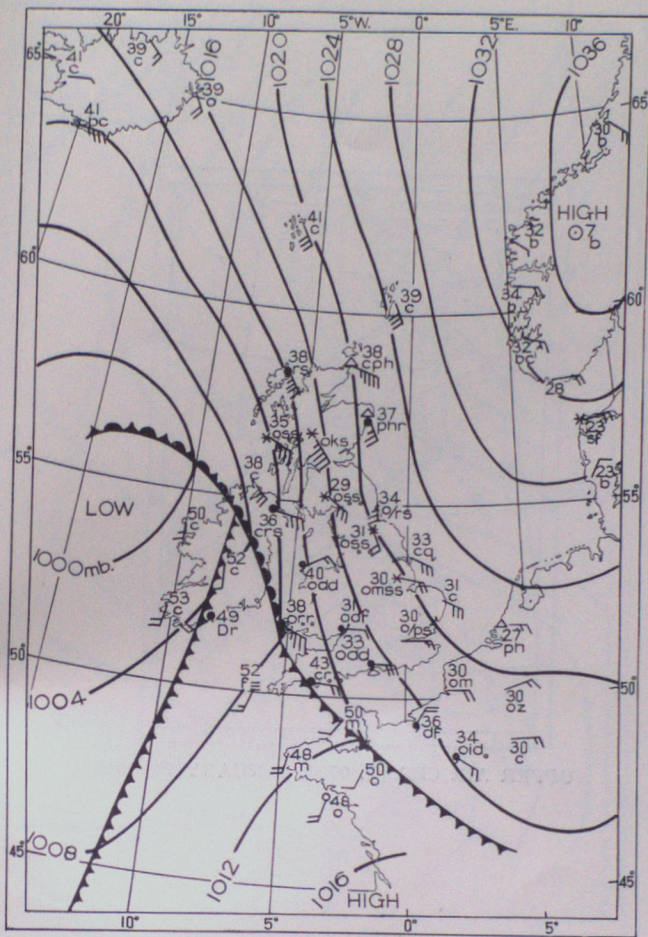 20° 15° 10° 5°W. 0° 5°E. 10°
65°
41
c
39
c
1016
1020
1024
1028
1032
1036
39
o
65°
41
bc
30
b
HIGH
7
b
41
c
32
b
60°
39
c
34
b
60°
32
bc
38
rs
38
cph
28
35
oss
37
phr
oks
23
sf
55°
38
c
23
b
LOW
29
oss
34
o/rs
55°
50
c
36
crs
31
oss
33
cq
1000mb.
52
c
40
odd
30
omss
31
c
53
c
49
Dr
38
orr
31
odf
30
o/ps
27
ph
33
odd
50°
52
c
43
cr
30
om
50°
1004
30
oz
50
m
36
df
34
oid
30
c
48
m
50
o
48
o
45°
1008
1012
1016
45°
HIGH
10° 5° 0° 5°